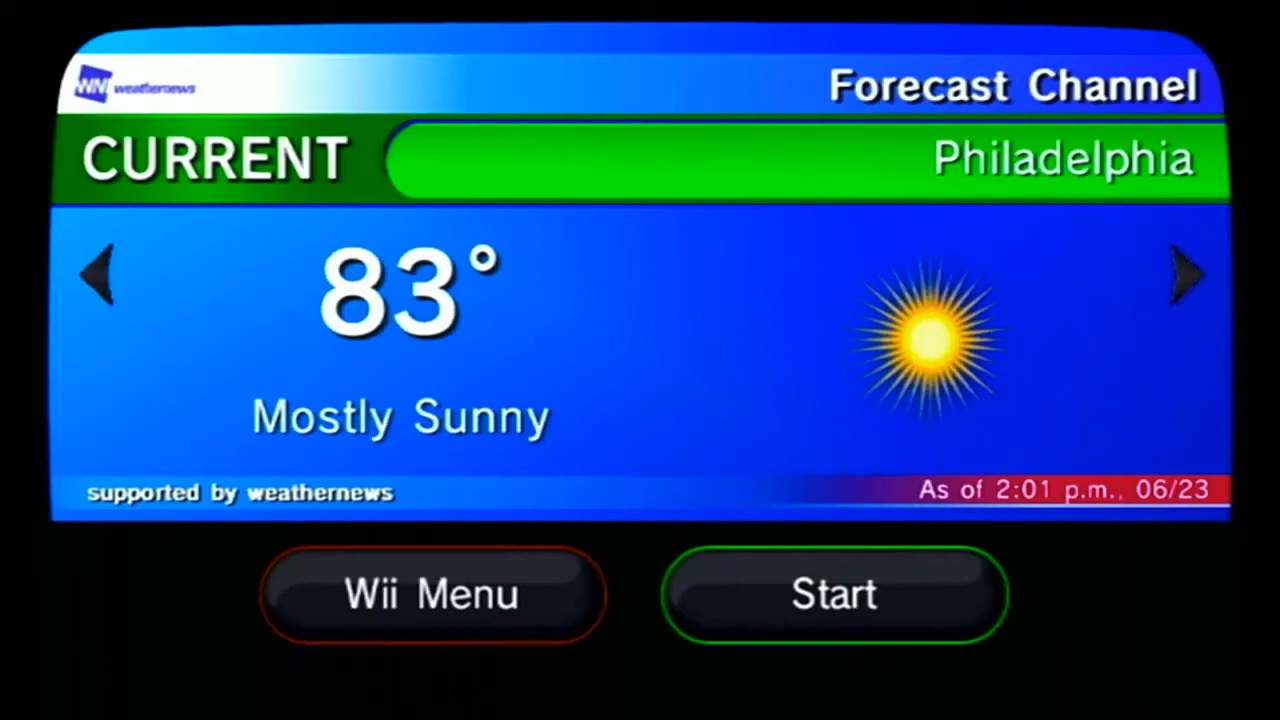 WNI weathernews
Forecast Channel
CURRENT
Philadelphia
83°
Mostly Sunny
supported by weathernews
As of 2:01 p.m., 06/23
Wii Menu
Start